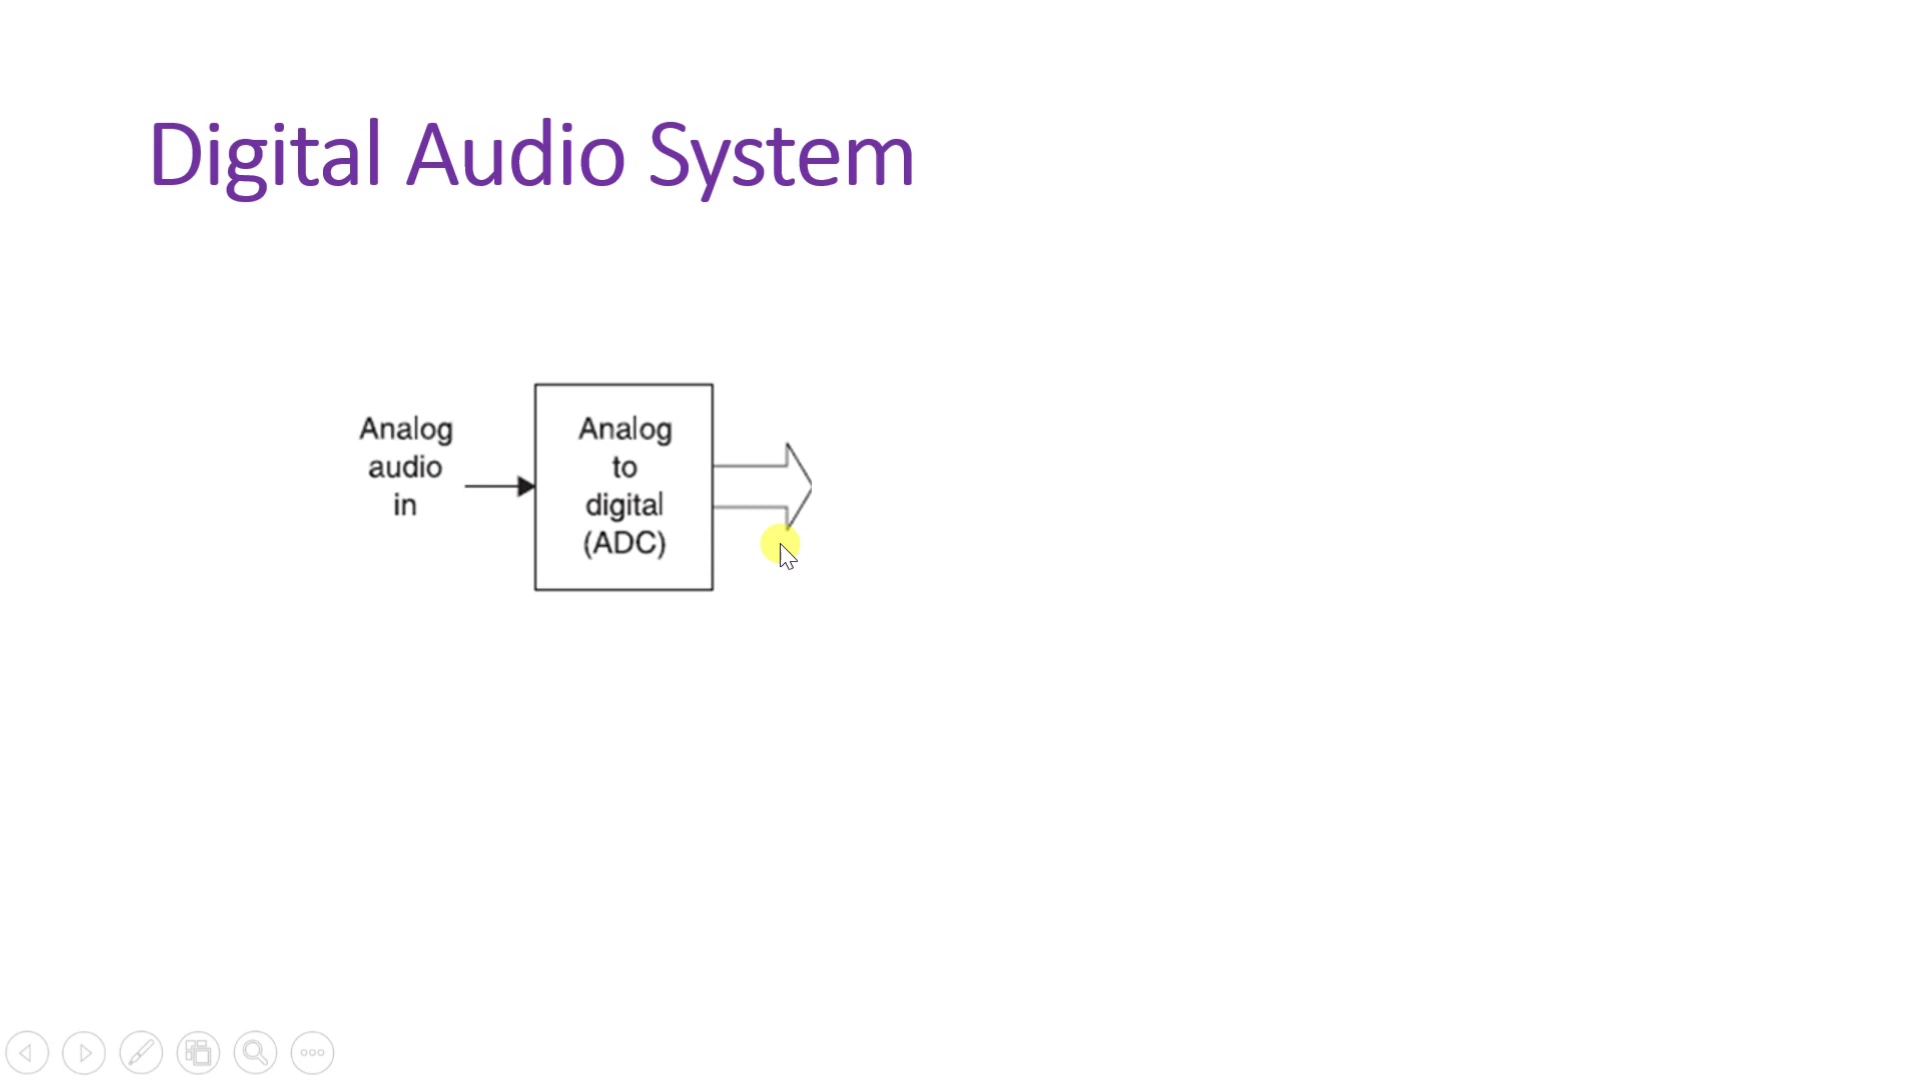 Digital Audio System
Analog
audio
in
Analog
to
digital
(ADC)